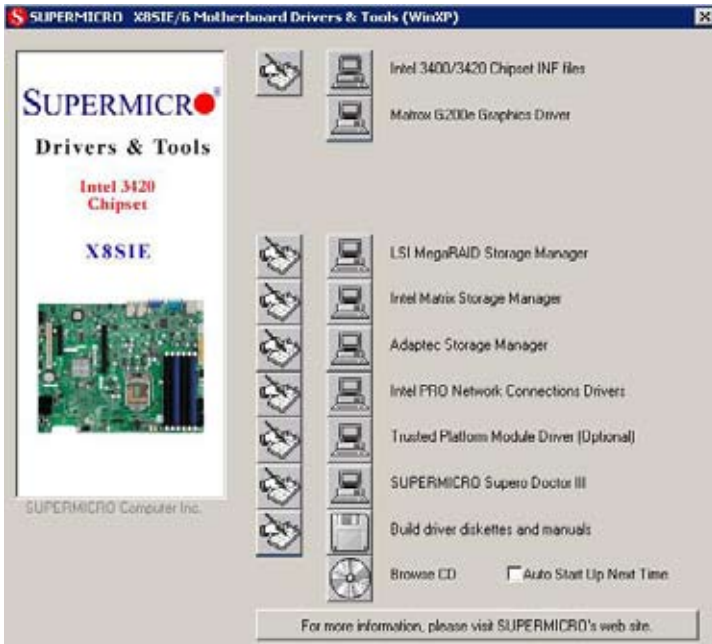 SUPERMICRO X8SIE/6 Motherboard Drivers & Tools (WinXP)
SUPERMICRO
Drivers & Tools
Intel 3420
Chipset
X8SIE
SUPERMICRO Computer Inc.
Intel 3400/3420 Chipset INF files
Matrox G200e Graphics Driver
LSI MegaRAID Storage Manager
Intel Matrix Storage Manager
Adaptec Storage Manager
Intel PRO Network Connections Drivers
Trusted Platform Module Driver (Optional)
SUPERMICRO Supero Doctor III
Build driver diskettes and manuals
Browse CD
Auto Start Up Next Time
For more information, please visit SUPERMICRO's web site.